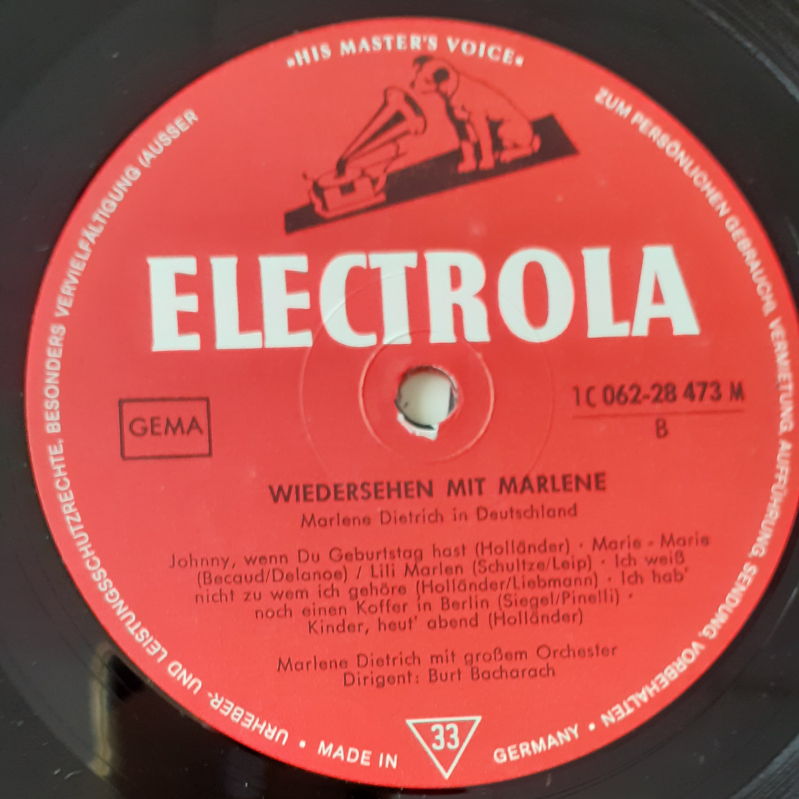 »HIS MASTER'S VOICE«
ELECTROLA
GEMA
1 C 062-28 473 M
B
WIEDERSEHEN MIT MARLENE
Marlene Dietrich in Deutschland
Johnny, wenn Du Geburtstag hast (Holländer) · Marie - Marie
(Becaud/Delanoe) / Lili Marlen (Schultze/Leip) · Ich weiß
nicht zu wem ich gehöre (Holländer/Liebmann) · Ich hab'
noch einen Koffer in Berlin (Siegel/Pinelli) ·
Kinder, heut' abend (Holländer)
Marlene Dietrich mit großem Orchester
Dirigent: Burt Bacharach
33
URHEBER- UND LEISTUNGSSCHUTZRECHTE, BESONDERS VERVIELFÄLTIGUNG (AUSSER
ZUM PERSÖNLICHEN GEBRAUCH), VERMIETUNG, AUFFÜHRUNG, SENDUNG, VORBEHALTEN •
• MADE IN GERMANY •